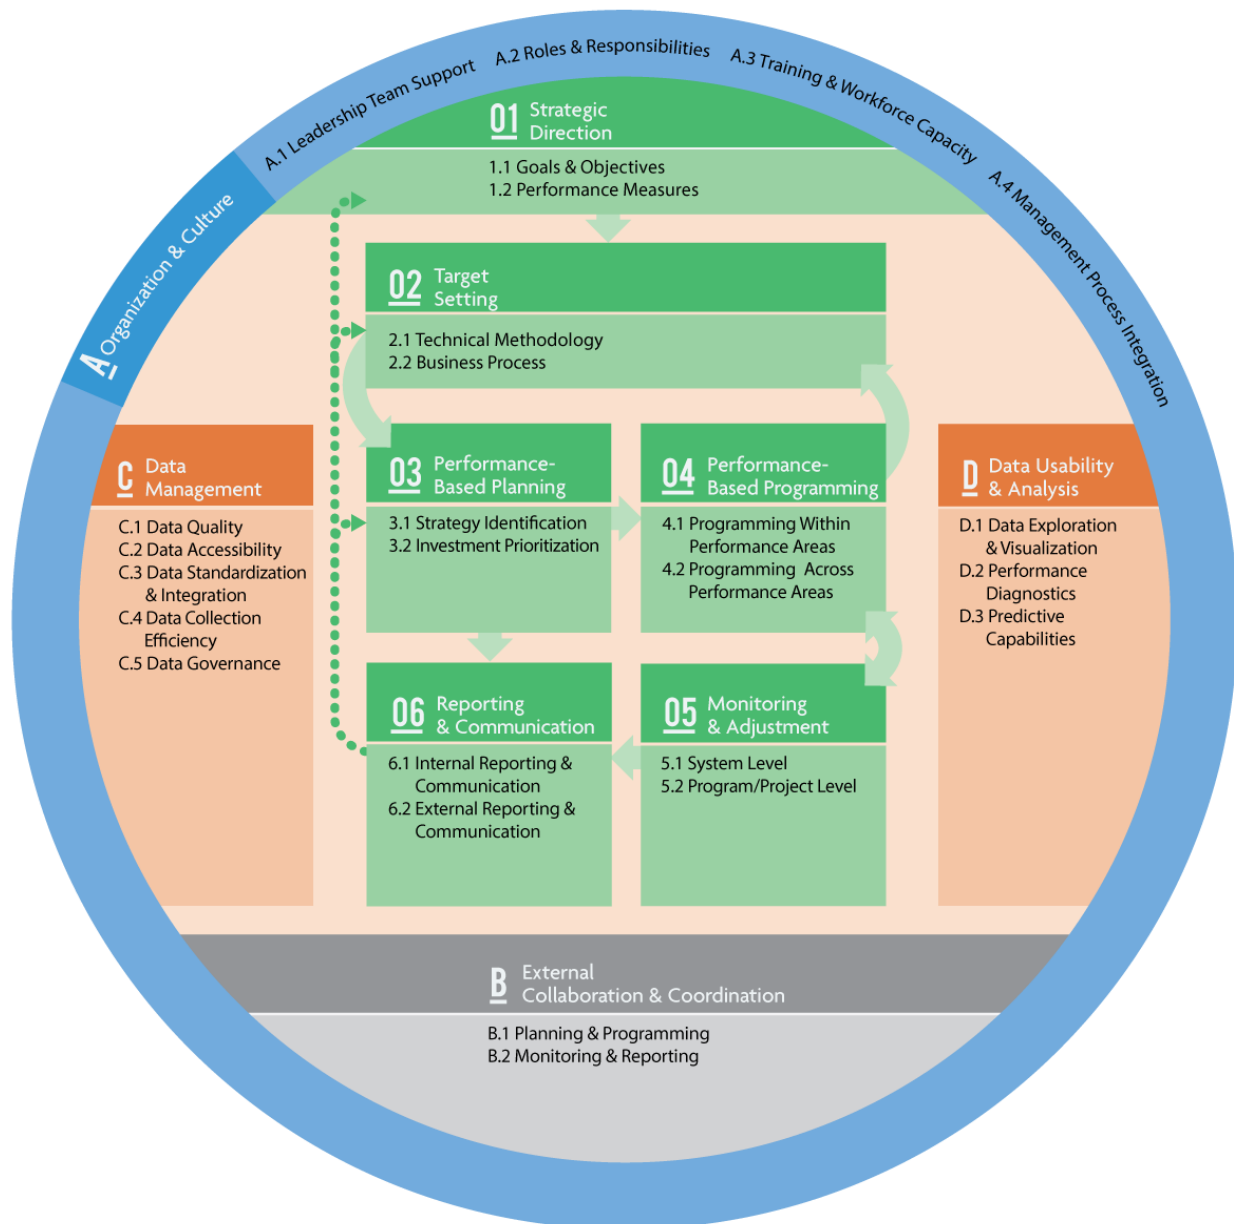 A.1 Leadership Team Support
A.2 Roles & Responsibilities
A.3 Training & Workforce Capacity
A.4 Management Process Integration
A Organization & Culture
01 Strategic
Direction
1.1 Goals & Objectives
1.2 Performance Measures
02 Target
Setting
2.1 Technical Methodology
2.2 Business Process
03 Performance-
Based Planning
3.1 Strategy Identification
3.2 Investment Prioritization
04 Performance-
Based Programming
4.1 Programming Within
Performance Areas
4.2 Programming Across
Performance Areas
C Data
Management
C.1 Data Quality
C.2 Data Accessibility
C.3 Data Standardization
& Integration
C.4 Data Collection
Efficiency
C.5 Data Governance
D Data Usability
& Analysis
D.1 Data Exploration
& Visualization
D.2 Performance
Diagnostics
D.3 Predictive
Capabilities
06 Reporting
& Communication
6.1 Internal Reporting &
Communication
6.2 External Reporting &
Communication
05 Monitoring
& Adjustment
5.1 System Level
5.2 Program/Project Level
B External
Collaboration & Coordination
B.1 Planning & Programming
B.2 Monitoring & Reporting